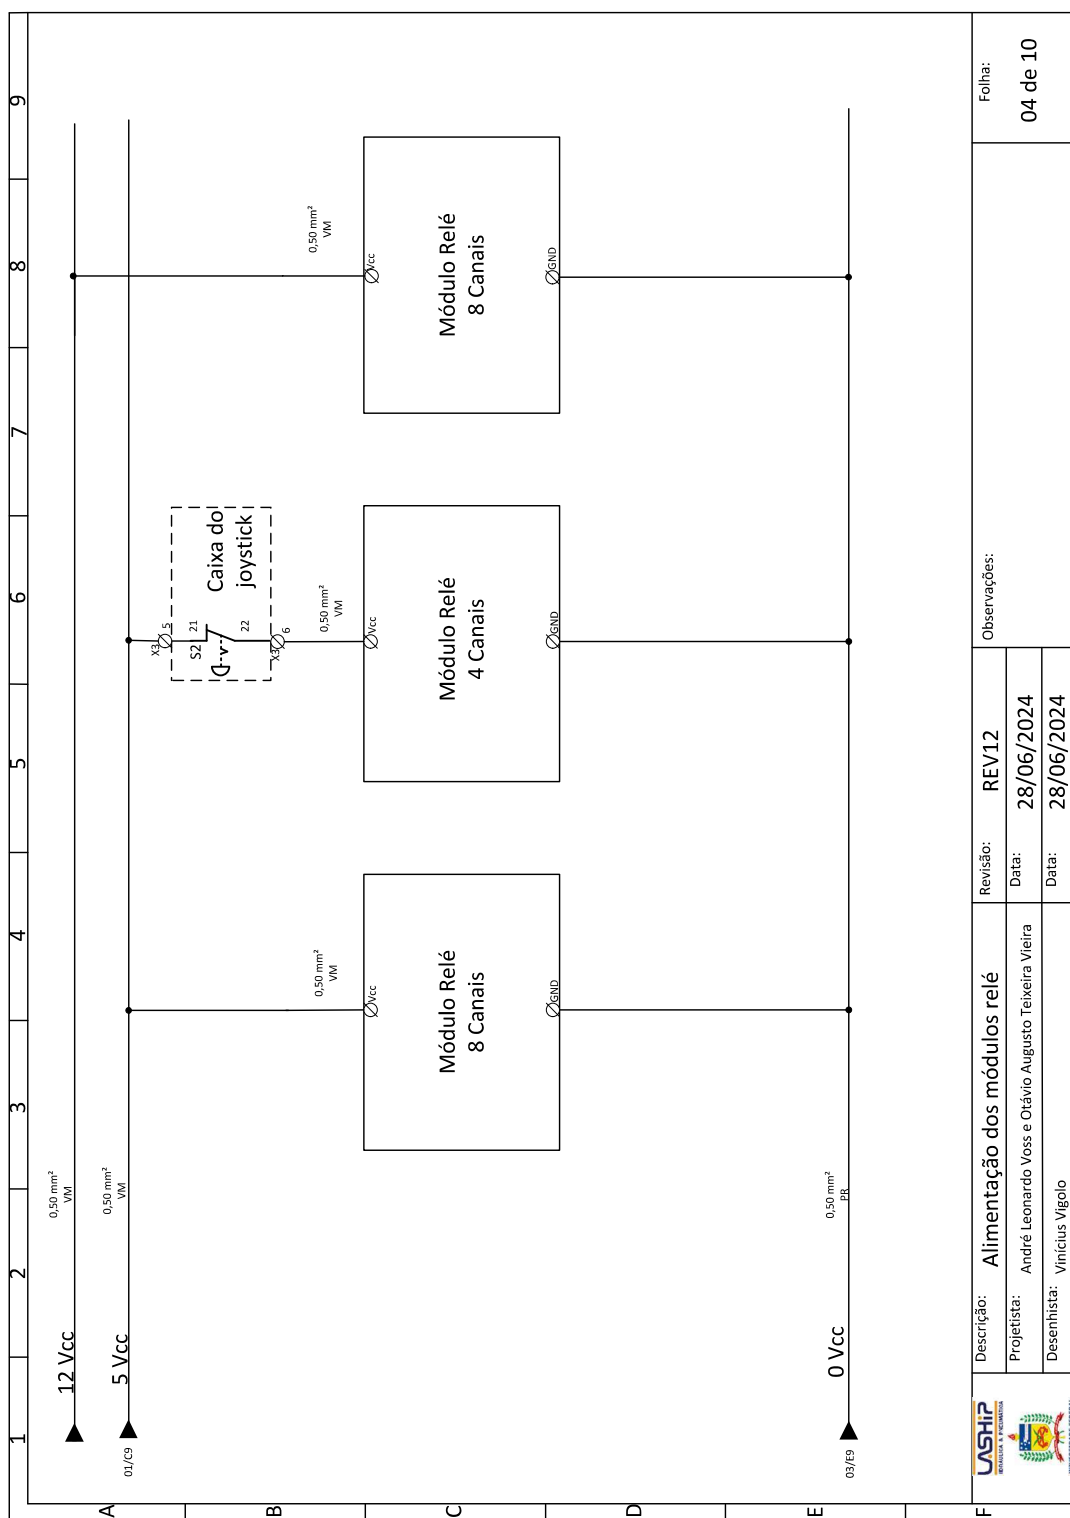 1 2 3 4 5 6 7 8 9
A
B
C
D
E
F
12 Vcc
0,50 mm²
VM
5 Vcc
01/C9
0,50 mm²
VM
0,50 mm²
VM
Vcc
Módulo Relé
8 Canais
GND
X3
5
S2
21
22
Caixa do
joystick
X3
6
0,50 mm²
VM
Vcc
Módulo Relé
4 Canais
GND
0,50 mm²
VM
Vcc
Módulo Relé
8 Canais
GND
0 Vcc
03/E9
0,50 mm²
PR
LASHIP
HIDRÁULICA & PNEUMÁTICA
Descrição: Alimentação dos módulos relé
Projetista: André Leonardo Voss e Otávio Augusto Teixeira Vieira
Desenhista: Vinícius Vigolo
Revisão: REV12
Data: 28/06/2024
Data: 28/06/2024
Observações:
Folha:
04 de 10